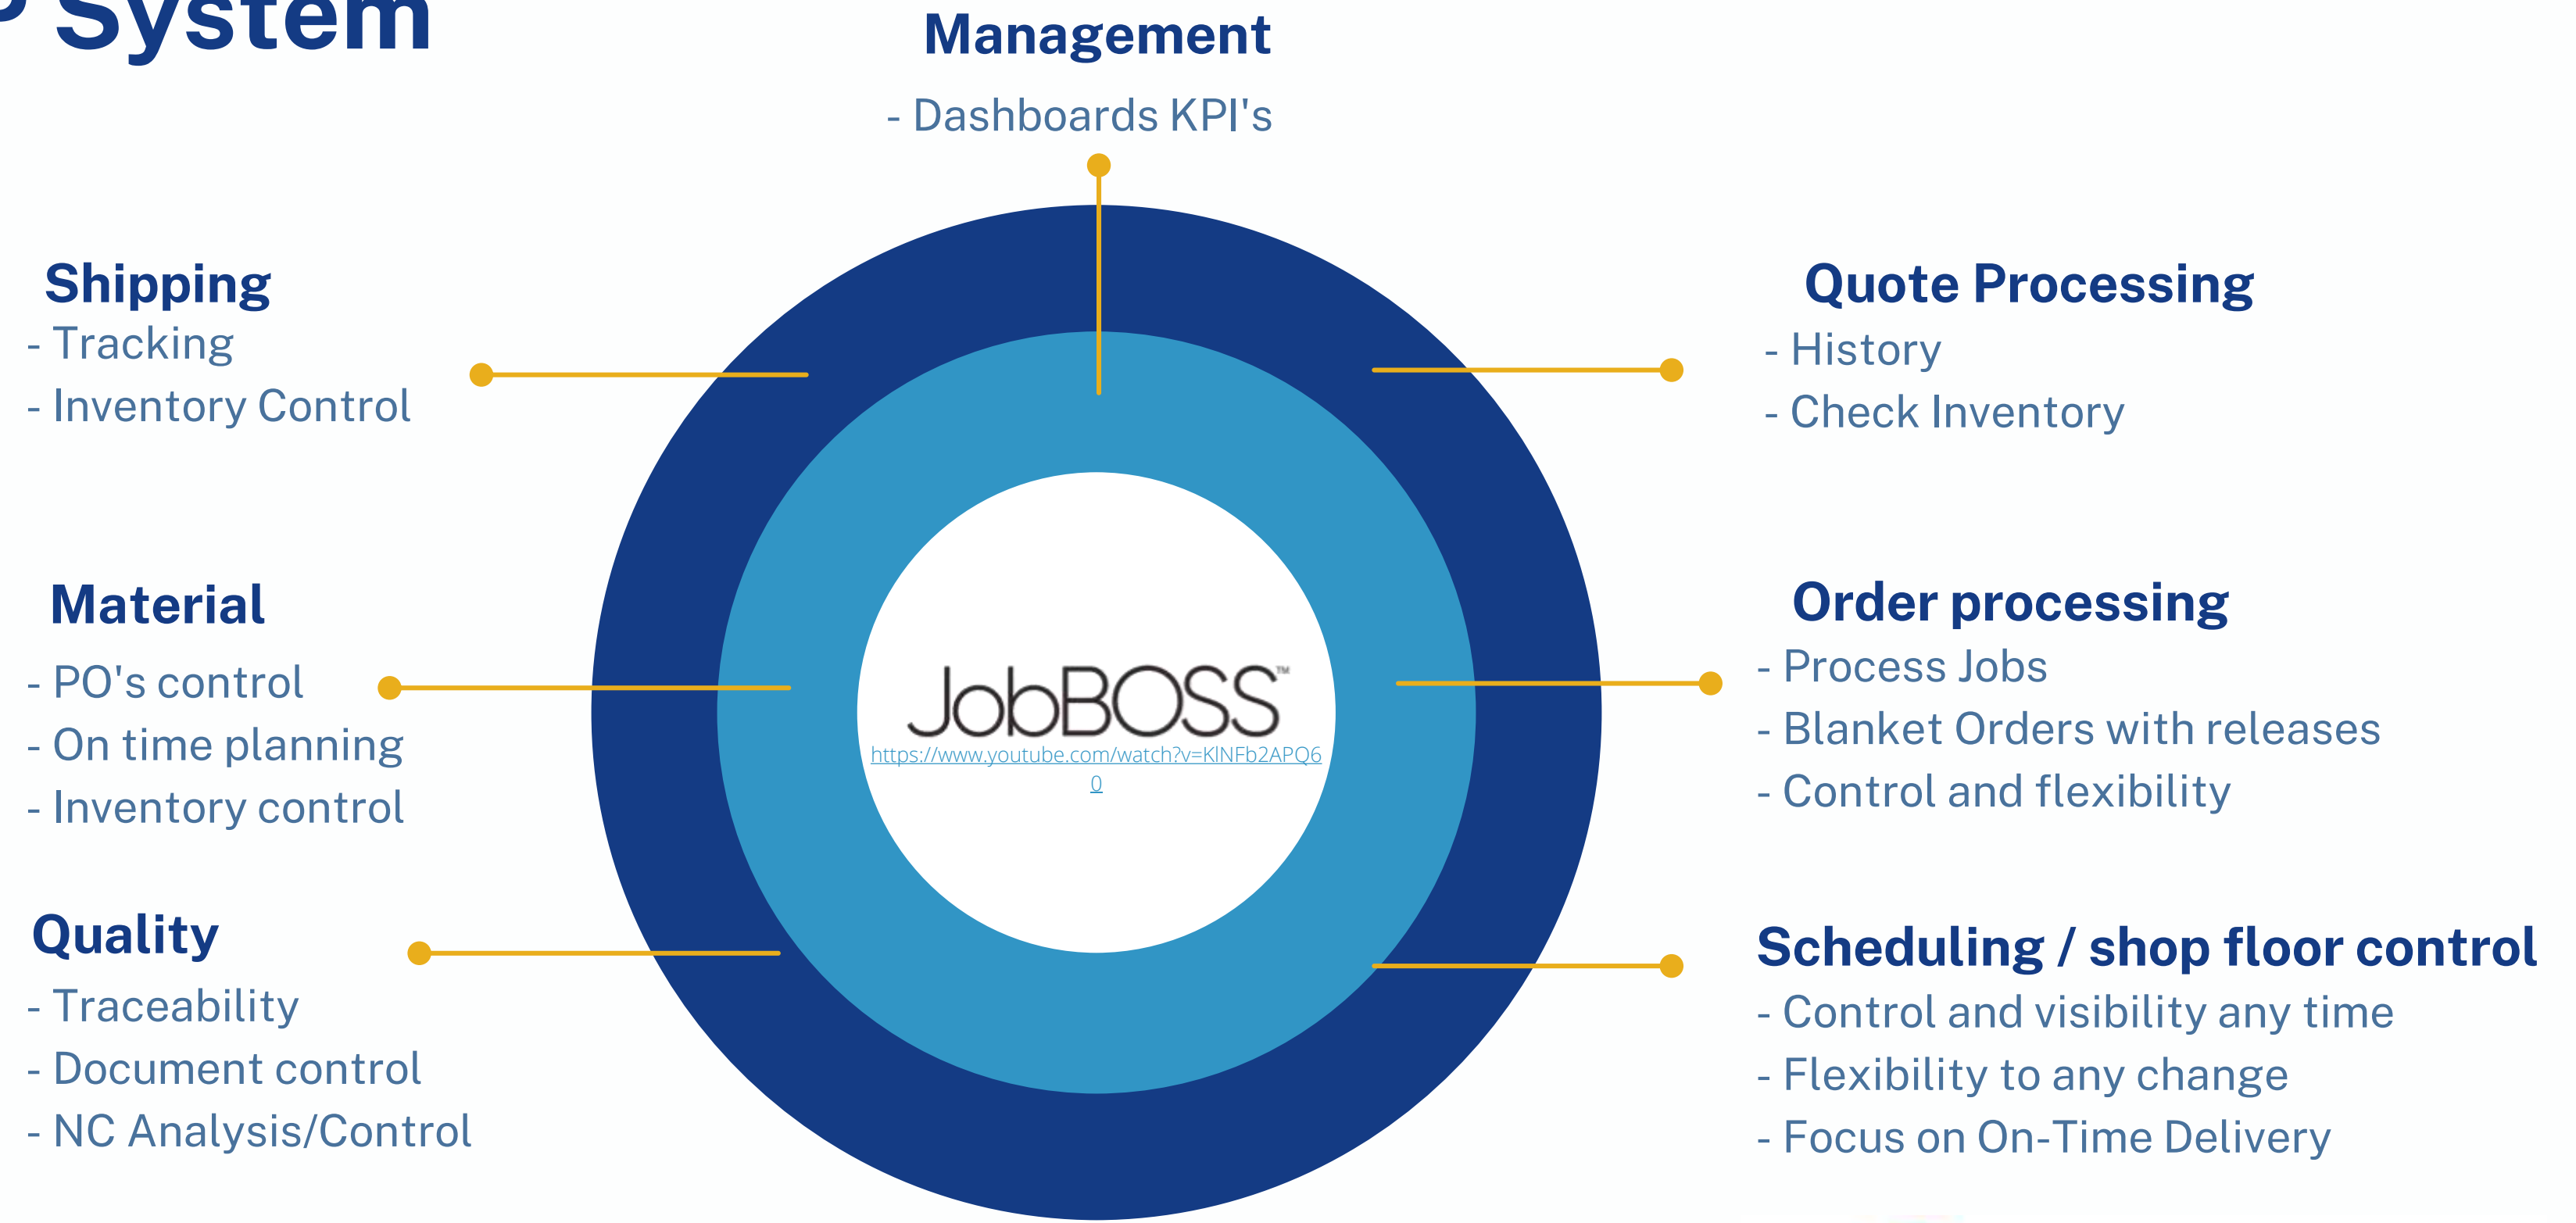 P System
Management
- Dashboards KPI's
Shipping
- Tracking
- Inventory Control
Material
- PO's control
- On time planning
- Inventory control
Quality
- Traceability
- Document control
- NC Analysis/Control
JobBOSS™
https://www.youtube.com/watch?v=KlNFb2APQ6
0
Quote Processing
- History
- Check Inventory
Order processing
- Process Jobs
- Blanket Orders with releases
- Control and flexibility
Scheduling / shop floor control
- Control and visibility any time
- Flexibility to any change
- Focus on On-Time Delivery